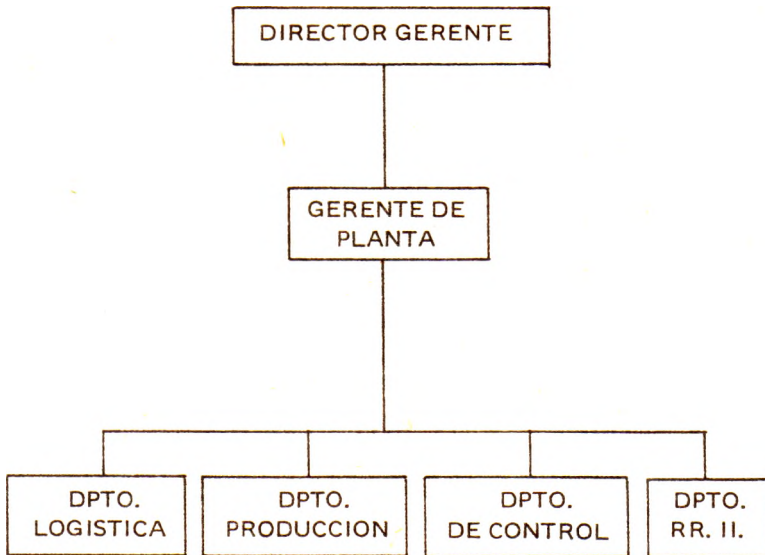 DIRECTOR GERENTE
GERENTE DE
PLANTA
DPTO.
LOGISTICA
DPTO.
PRODUCCION
DPTO.
DE CONTROL
DPTO.
RR. II.